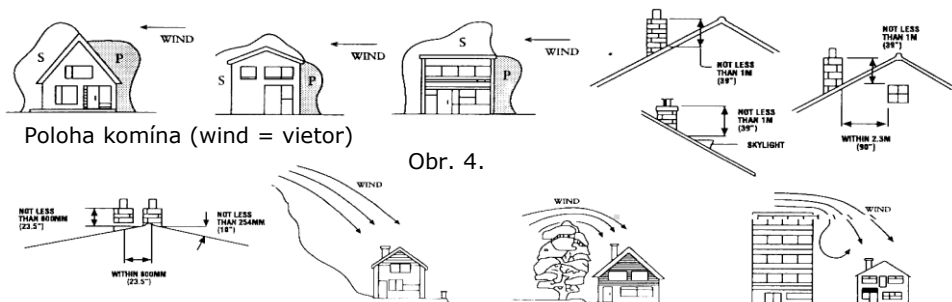 WIND
S
P
WIND
S
P
WIND
S
P
Poloha komína (wind = vietor)
Obr. 4.
NOT LESS
THAN 1M
(39")
NOT LESS
THAN 1M
(39")
WITHIN 2.3M
(90")
NOT LESS
THAN 1M
(39")
SKYLIGHT
NOT LESS
THAN 600MM
(23.5")
WITHIN 600MM
(23.5")
NOT LESS
THAN 254MM
(10")
WIND
WIND
WIND